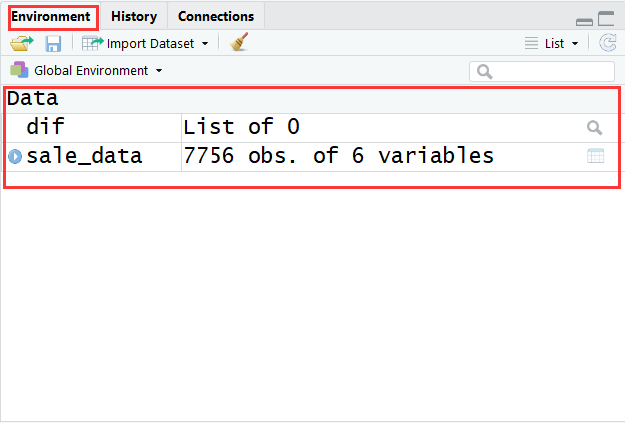 Environment History Connections
Import Dataset List
Global Environment
Data
dif List of 0
sale_data 7756 obs. of 6 variables